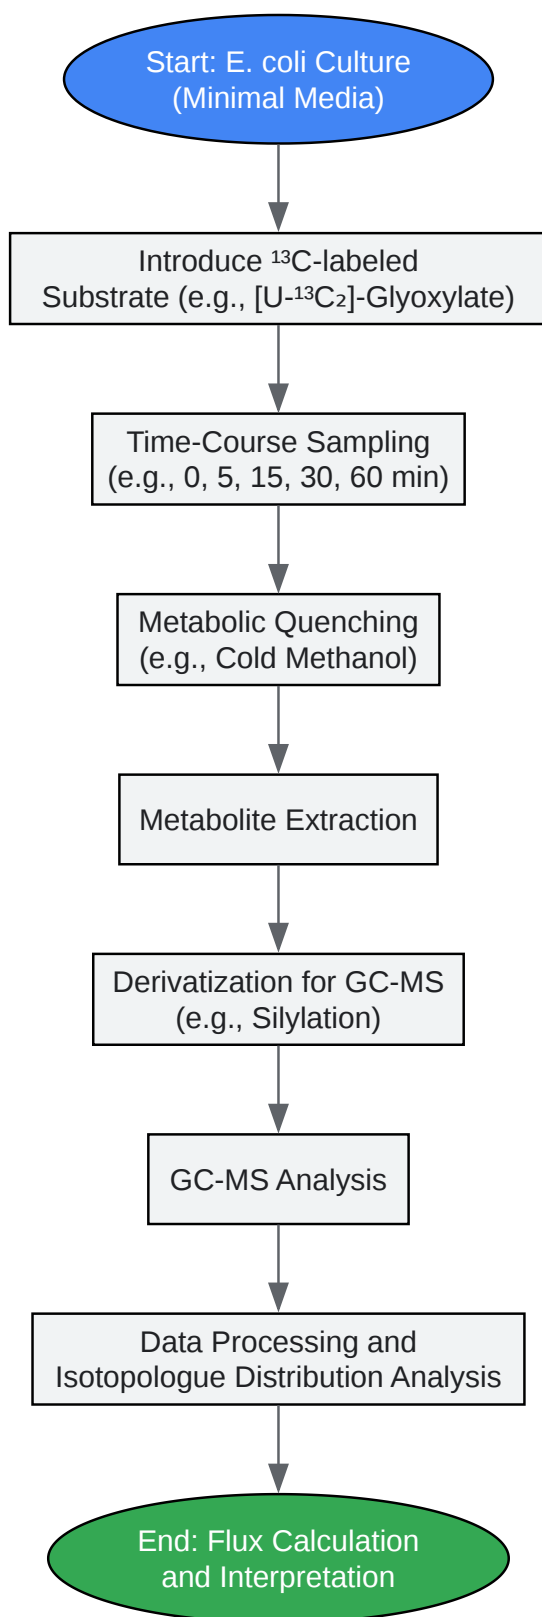 Start: E. coli Culture
(Minimal Media)
Introduce ¹³C-labeled
Substrate (e.g., [U-¹³C₂]-Glyoxylate)
Time-Course Sampling
(e.g., 0, 5, 15, 30, 60 min)
Metabolic Quenching
(e.g., Cold Methanol)
Metabolite Extraction
Derivatization for GC-MS
(e.g., Silylation)
GC-MS Analysis
Data Processing and
Isotopologue Distribution Analysis
End: Flux Calculation
and Interpretation